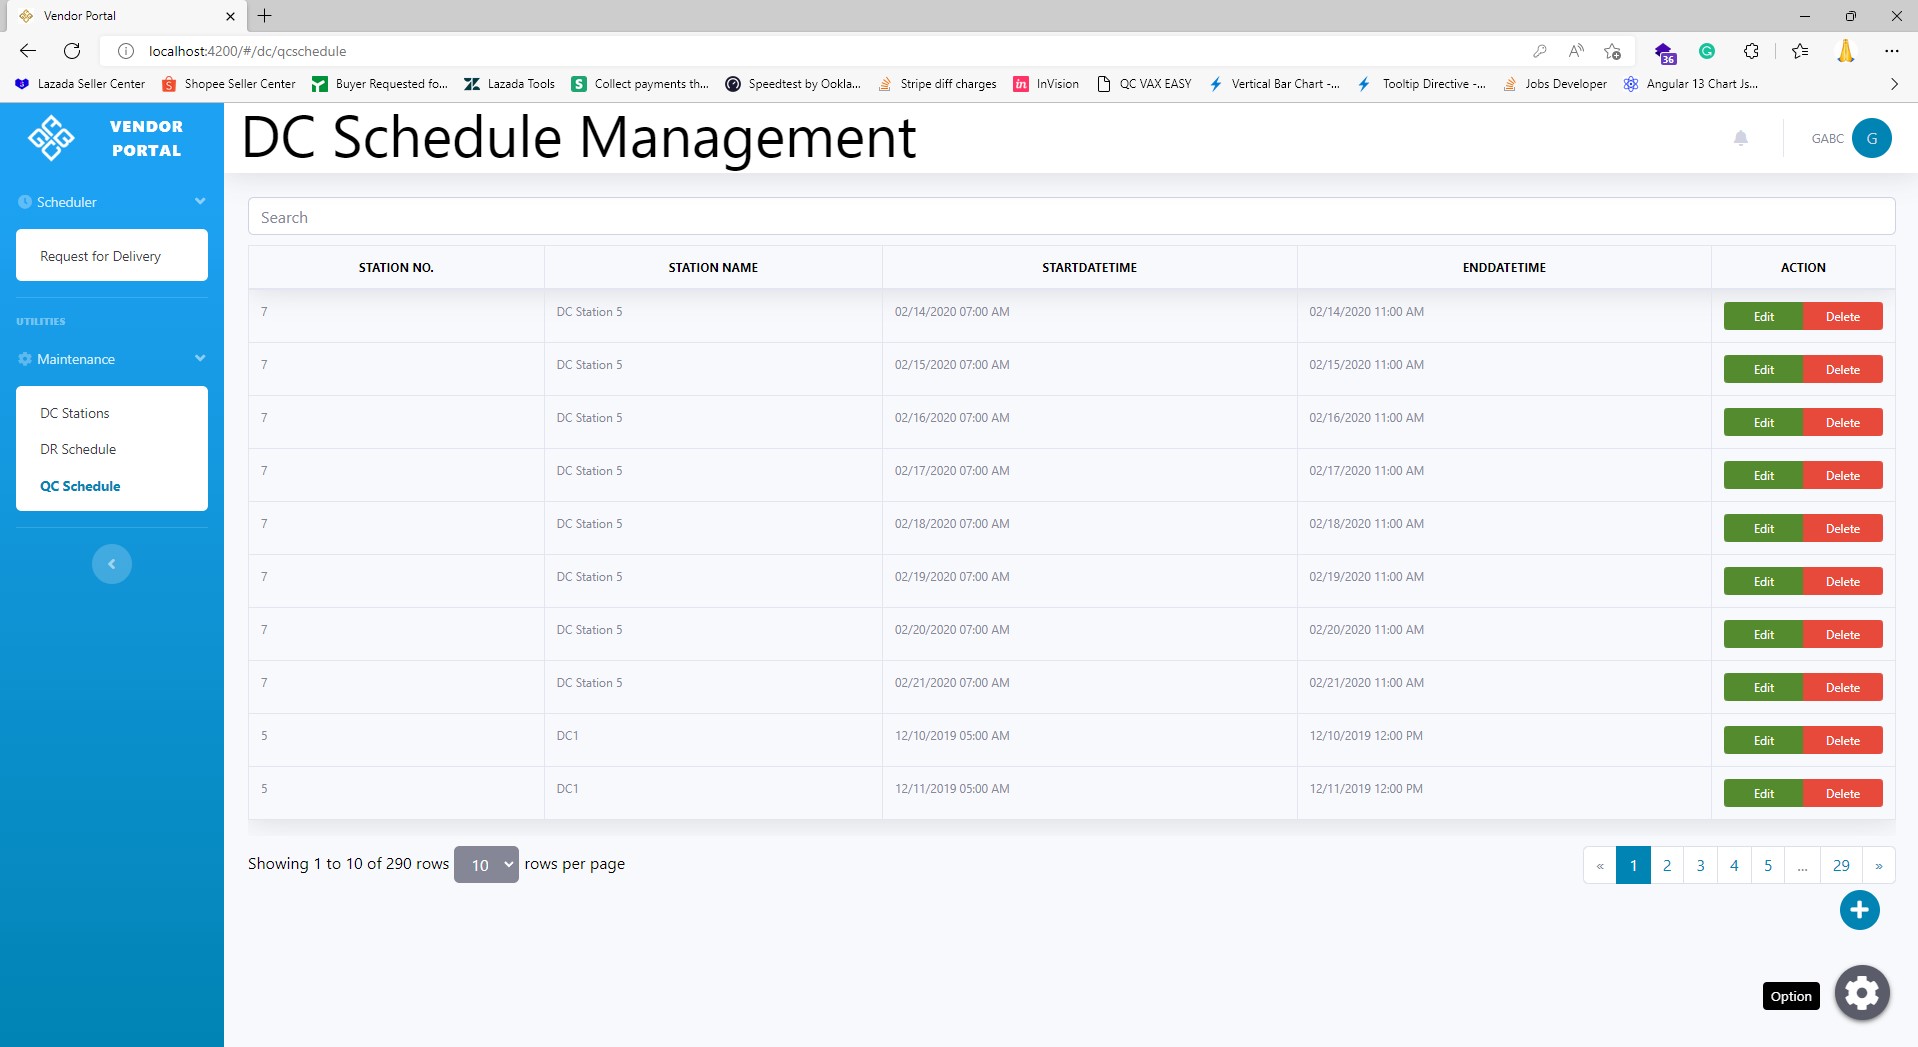 Vendor Portal
localhost:4200/#/dc/qcschedule
36
Lazada Seller Center Shopee Seller Center Buyer Requested fo... Lazada Tools Collect payments th... Speedtest by Ookla... Stripe diff charges InVision QC VAX EASY Vertical Bar Chart -... Tooltip Directive -... Jobs Developer Angular 13 Chart Js...
VENDOR
PORTAL
DC Schedule Management
GABC G
Scheduler
Request for Delivery
UTILITIES
Maintenance
DC Stations
DR Schedule
QC Schedule
Search
STATION NO. STATION NAME STARTDATETIME ENDDATETIME ACTION
7 DC Station 5 02/14/2020 07:00 AM 02/14/2020 11:00 AM Edit Delete
7 DC Station 5 02/15/2020 07:00 AM 02/15/2020 11:00 AM Edit Delete
7 DC Station 5 02/16/2020 07:00 AM 02/16/2020 11:00 AM Edit Delete
7 DC Station 5 02/17/2020 07:00 AM 02/17/2020 11:00 AM Edit Delete
7 DC Station 5 02/18/2020 07:00 AM 02/18/2020 11:00 AM Edit Delete
7 DC Station 5 02/19/2020 07:00 AM 02/19/2020 11:00 AM Edit Delete
7 DC Station 5 02/20/2020 07:00 AM 02/20/2020 11:00 AM Edit Delete
7 DC Station 5 02/21/2020 07:00 AM 02/21/2020 11:00 AM Edit Delete
5 DC1 12/10/2019 05:00 AM 12/10/2019 12:00 PM Edit Delete
5 DC1 12/11/2019 05:00 AM 12/11/2019 12:00 PM Edit Delete
Showing 1 to 10 of 290 rows 10 rows per page « 1 2 3 4 5 ... 29 »
Option